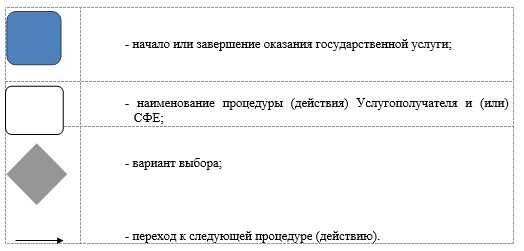 - начало или завершение оказания государственной услуги;
- наименование процедуры (действия) Услугополучателя и (или)
СФЕ;
- вариант выбора;
- переход к следующей процедуре (действию).